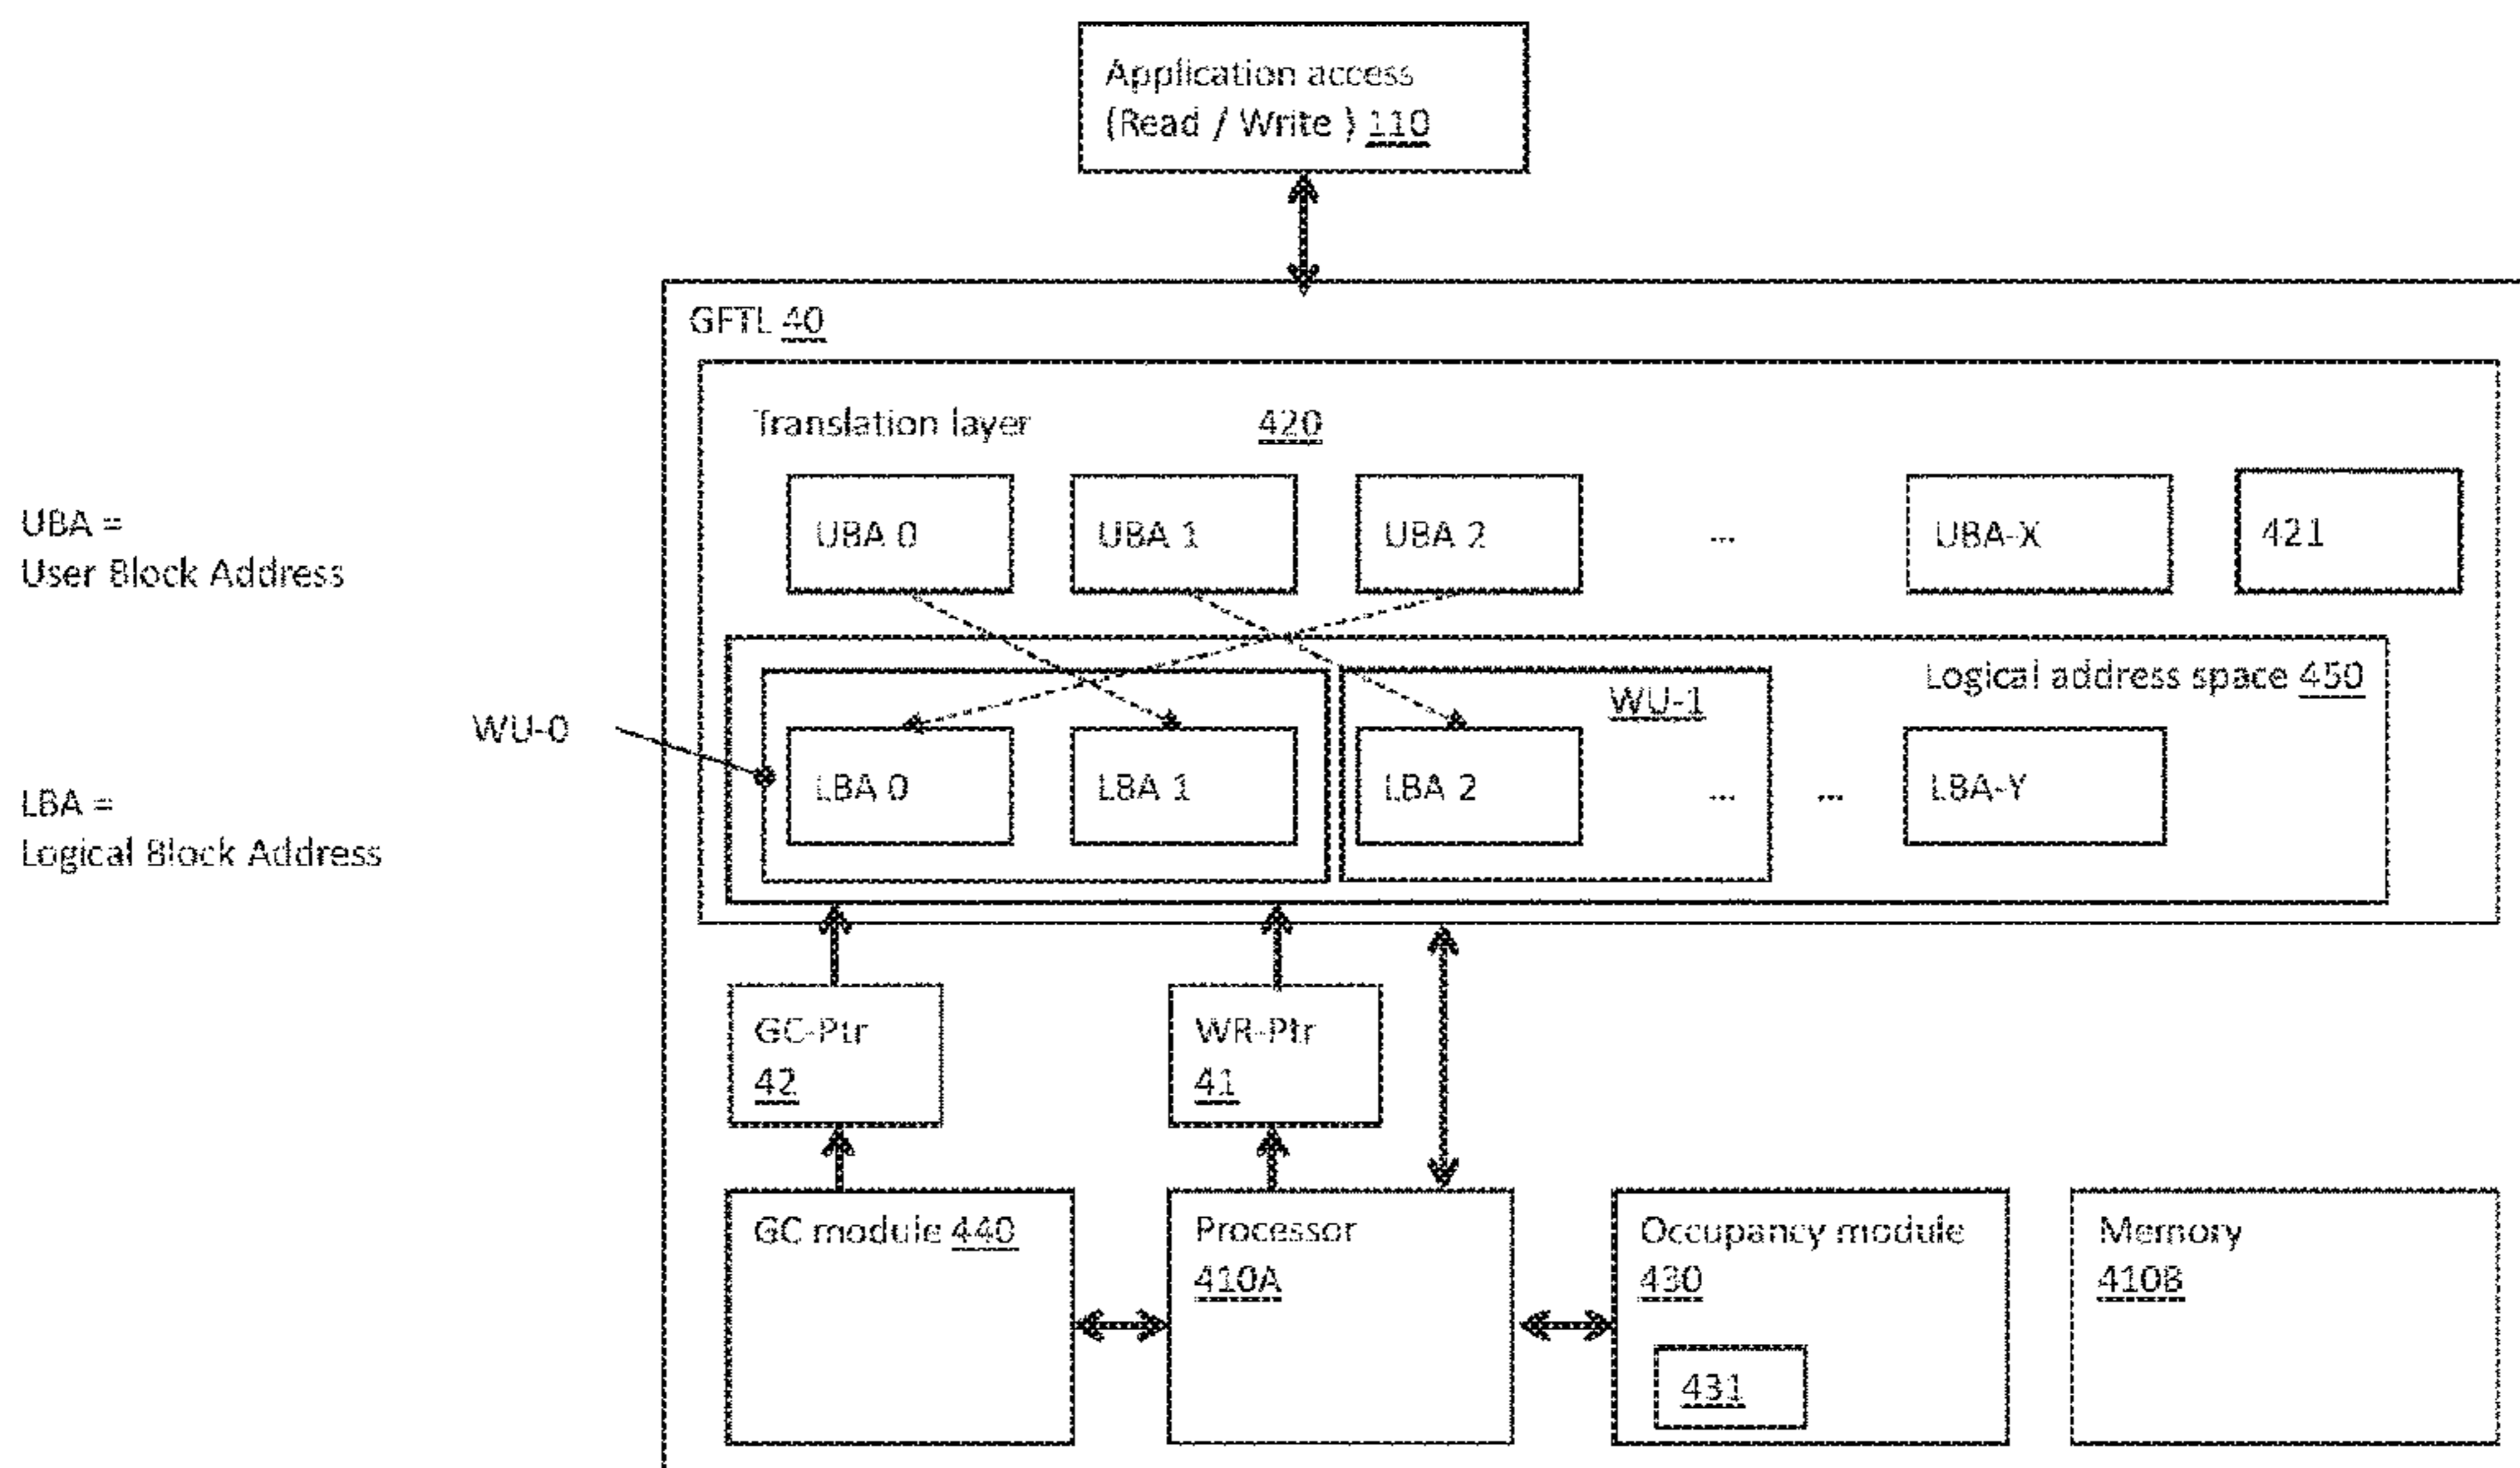 Application access
(Read / Write ) 110
GFTL 40
Translation layer 420
UBA =
User Block Address
UBA 0
UBA 1
UBA 2
...
UBA-X
421
Logical address space 450
WU-1
WU-0
LBA =
Logical Block Address
LBA 0
LBA 1
LBA 2
...
...
LBA-Y
GC-Ptr
42
WR-Ptr
41
GC module 440
Processor
410A
Occupancy module
430
431
Memory
410B